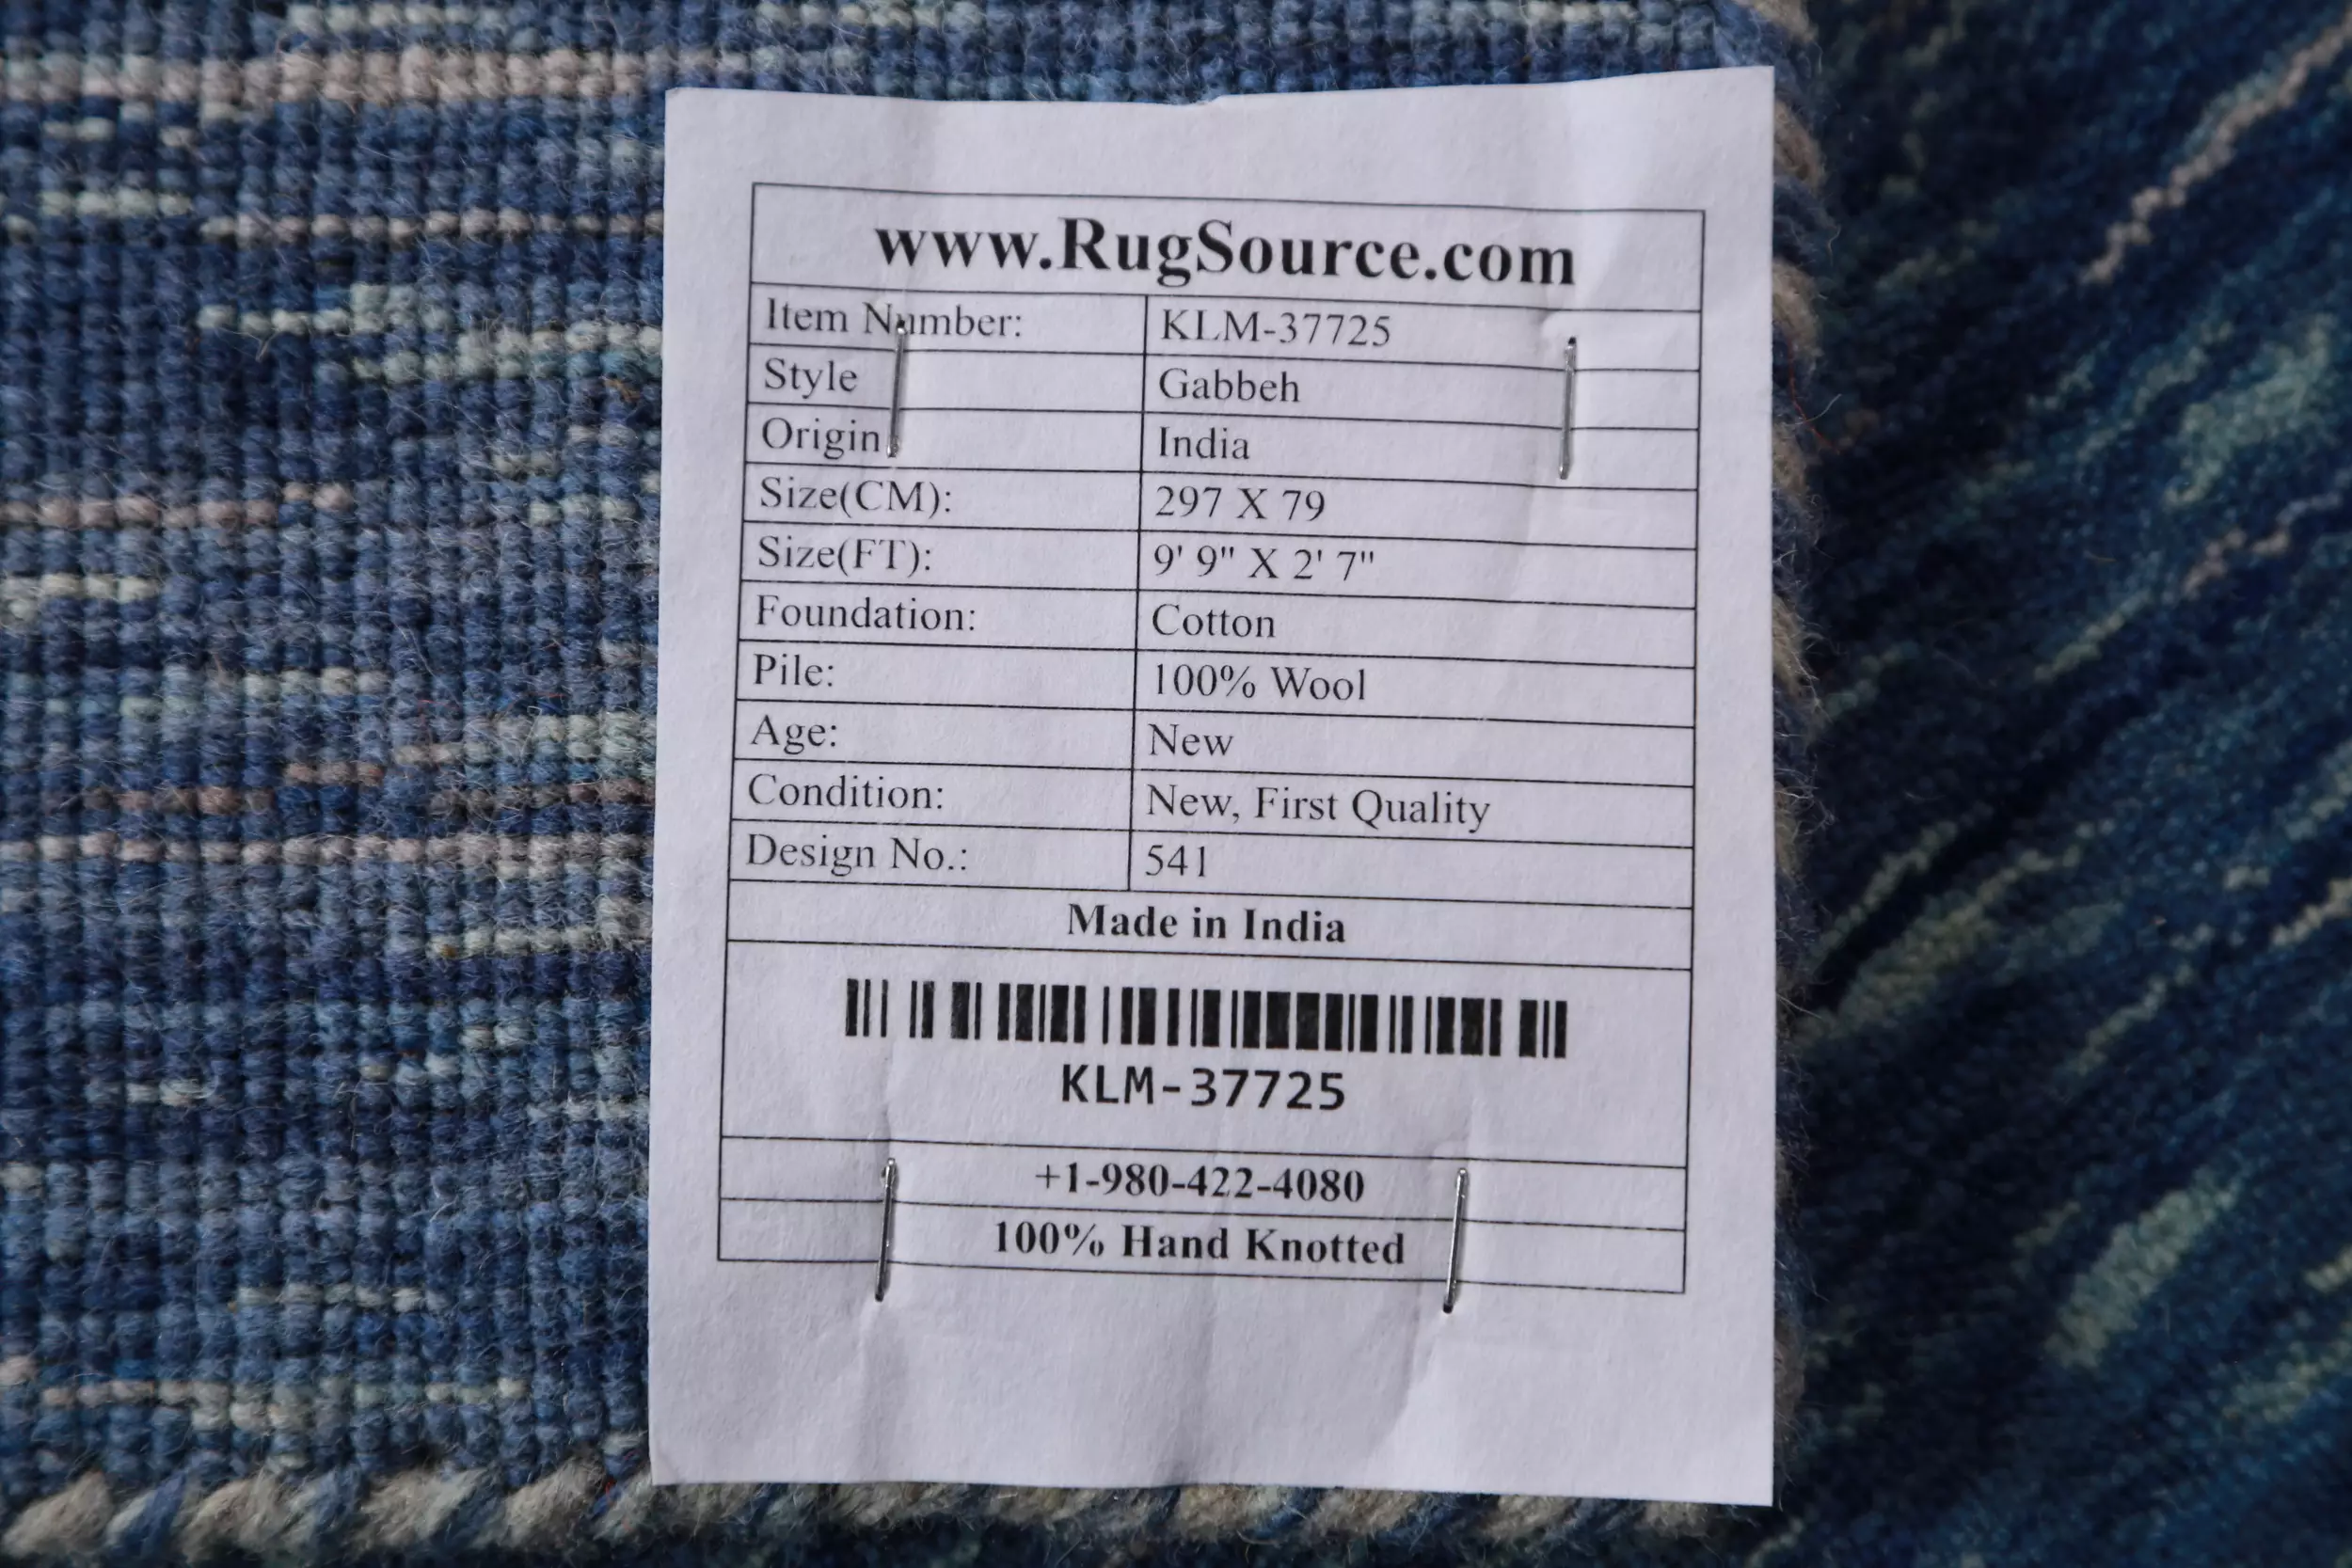 www.RugSource.com
Item Number: KLM-37725
Style Gabbeh
Origin India
Size(CM): 297 X 79
Size(FT): 9' 9" X 2' 7"
Foundation: Cotton
Pile: 100% Wool
Age: New
Condition: New, First Quality
Design No.: 541
Made in India
KLM-37725
+1-980-422-4080
100% Hand Knotted